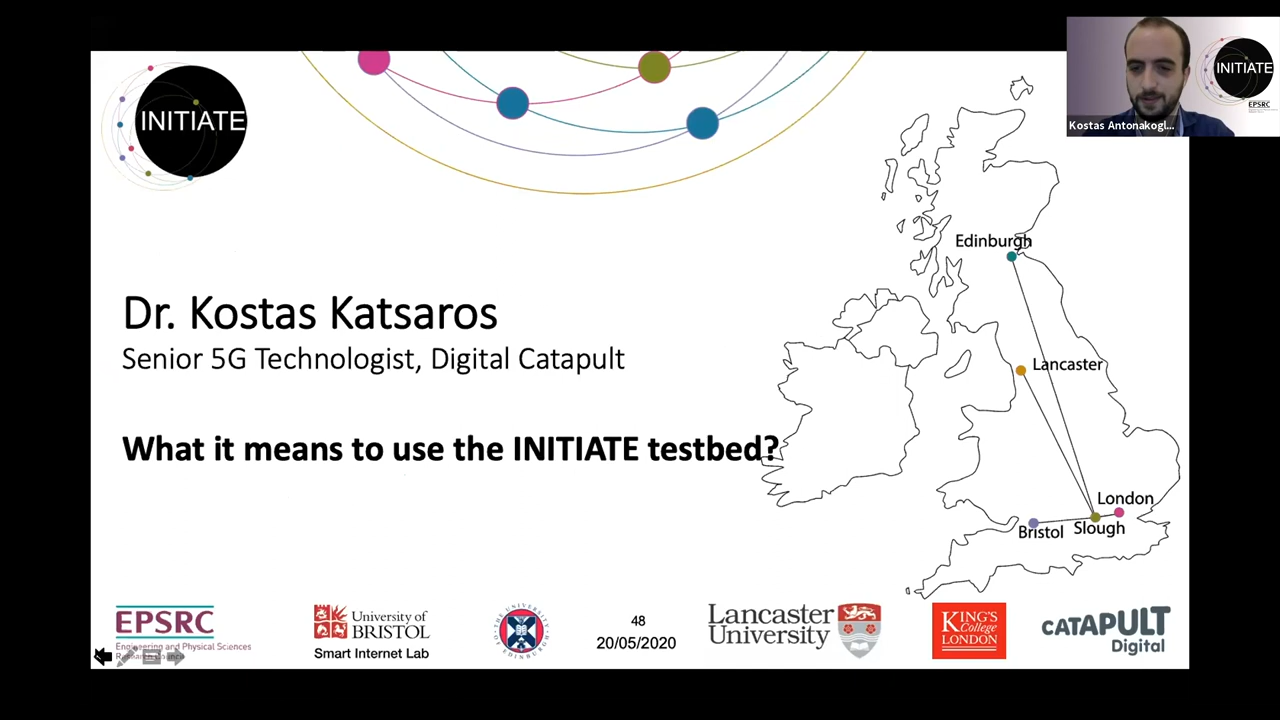 INITIATE
INITIATE
EPSRC
Kostas Antonakogl...
Edinburgh
Dr. Kostas Katsaros
Senior 5G Technologist, Digital Catapult
Lancaster
What it means to use the INITIATE testbed?
London
Bristol
Slough
EPSRC
Engineering and Physical Sciences
University of
BRISTOL
Smart Internet Lab
48
20/05/2020
Lancaster
University
KING'S
College
LONDON
CATAPULT
Digital